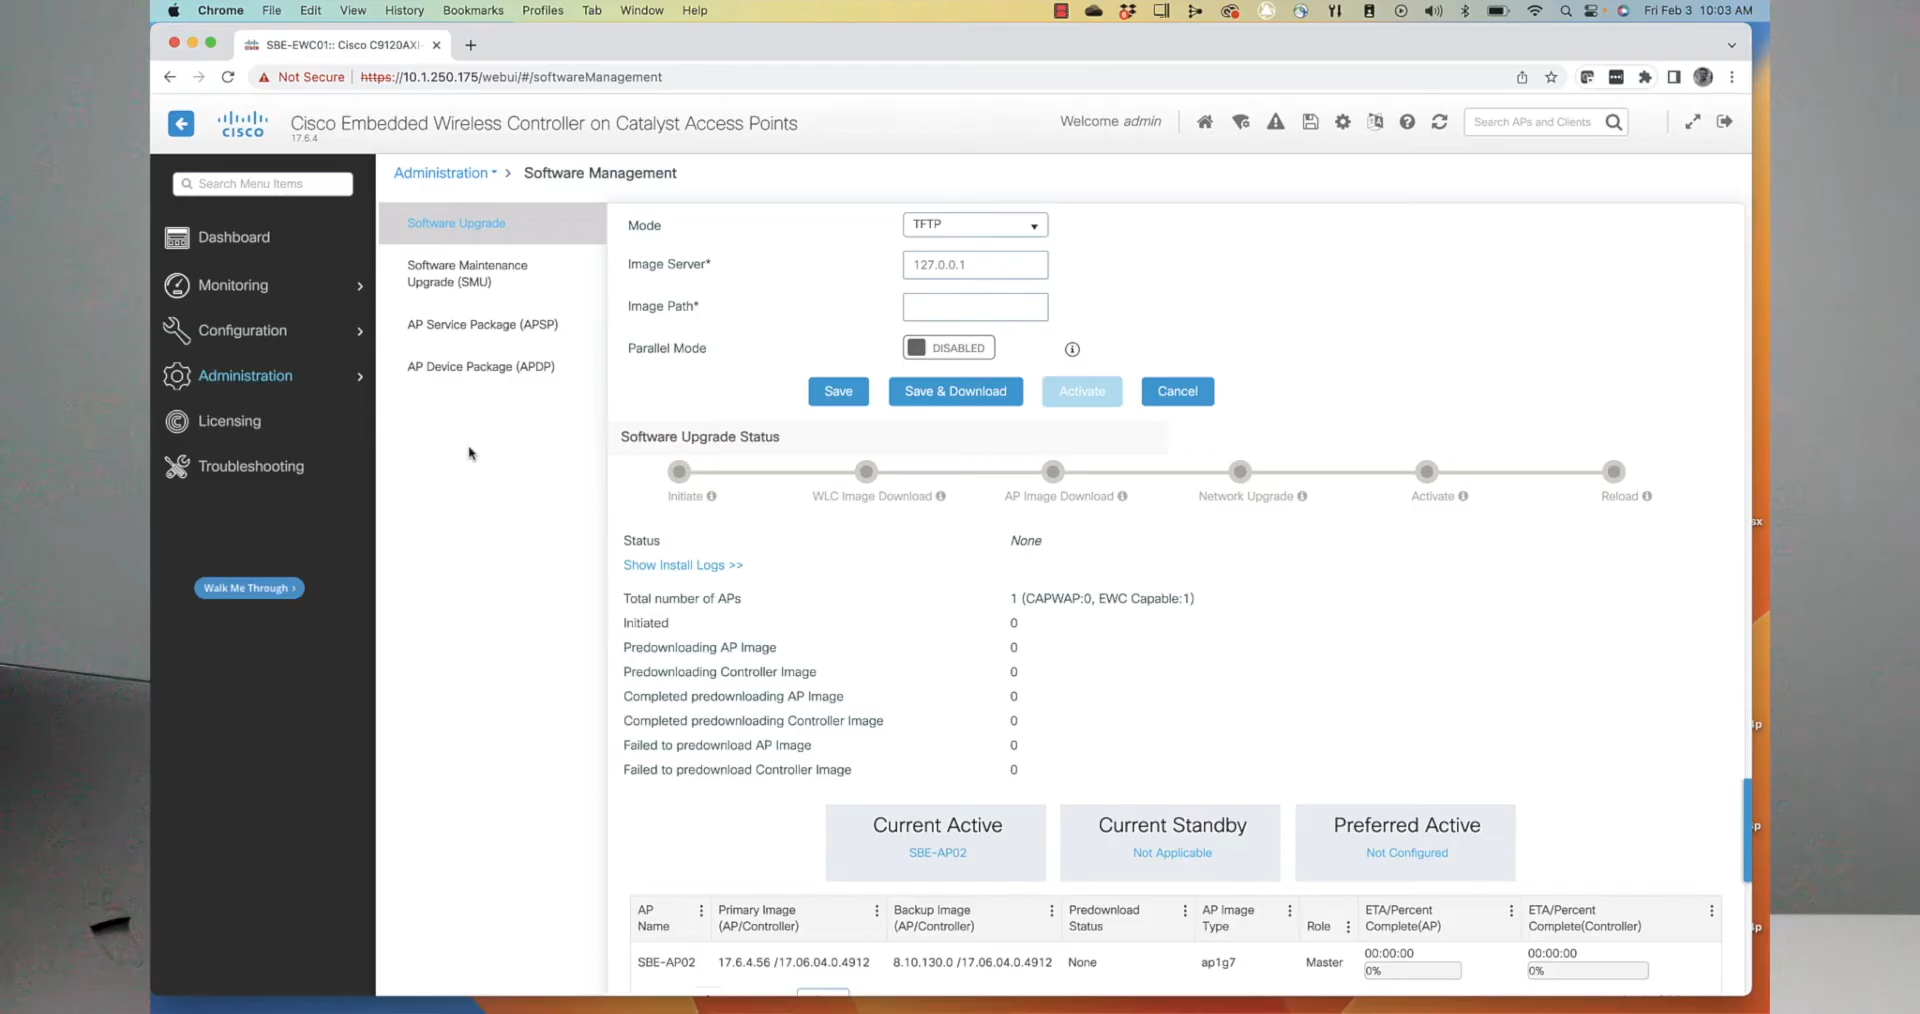 Chrome File Edit View History Bookmarks Profiles Tab Window Help Fri Feb 3 10:03 AM
SBE-EWC01:: Cisco C9120AXI
Not Secure https://10.1.250.175/webui/#/softwareManagement
CISCO Cisco Embedded Wireless Controller on Catalyst Access Points
17.6.4
Welcome admin
Search APs and Clients
Search Menu Items
Dashboard
Monitoring
Configuration
Administration
Licensing
Troubleshooting
Walk Me Through >
Administration > Software Management
Software Upgrade
Software Maintenance
Upgrade (SMU)
AP Service Package (APSP)
AP Device Package (APDP)
Mode TFTP
Image Server* 127.0.0.1
Image Path*
Parallel Mode DISABLED
Save Save & Download Activate Cancel
Software Upgrade Status
Initiate WLC Image Download AP Image Download Network Upgrade Activate Reload
Status None
Show Install Logs >>
Total number of APs 1 (CAPWAP:0, EWC Capable:1)
Initiated 0
Predownloading AP Image 0
Predownloading Controller Image 0
Completed predownloading AP Image 0
Completed predownloading Controller Image 0
Failed to predownload AP Image 0
Failed to predownload Controller Image 0
Current Active Current Standby Preferred Active
SBE-AP02 Not Applicable Not Configured
AP Primary Image Backup Image Predownload AP Image ETA/Percent ETA/Percent
Name (AP/Controller) (AP/Controller) Status Type Role Complete(AP) Complete(Controller)
SBE-AP02 17.6.4.56 /17.06.04.0.4912 8.10.130.0 /17.06.04.0.4912 None ap1g7 Master 00:00:00 00:00:00
0% 0%
sx